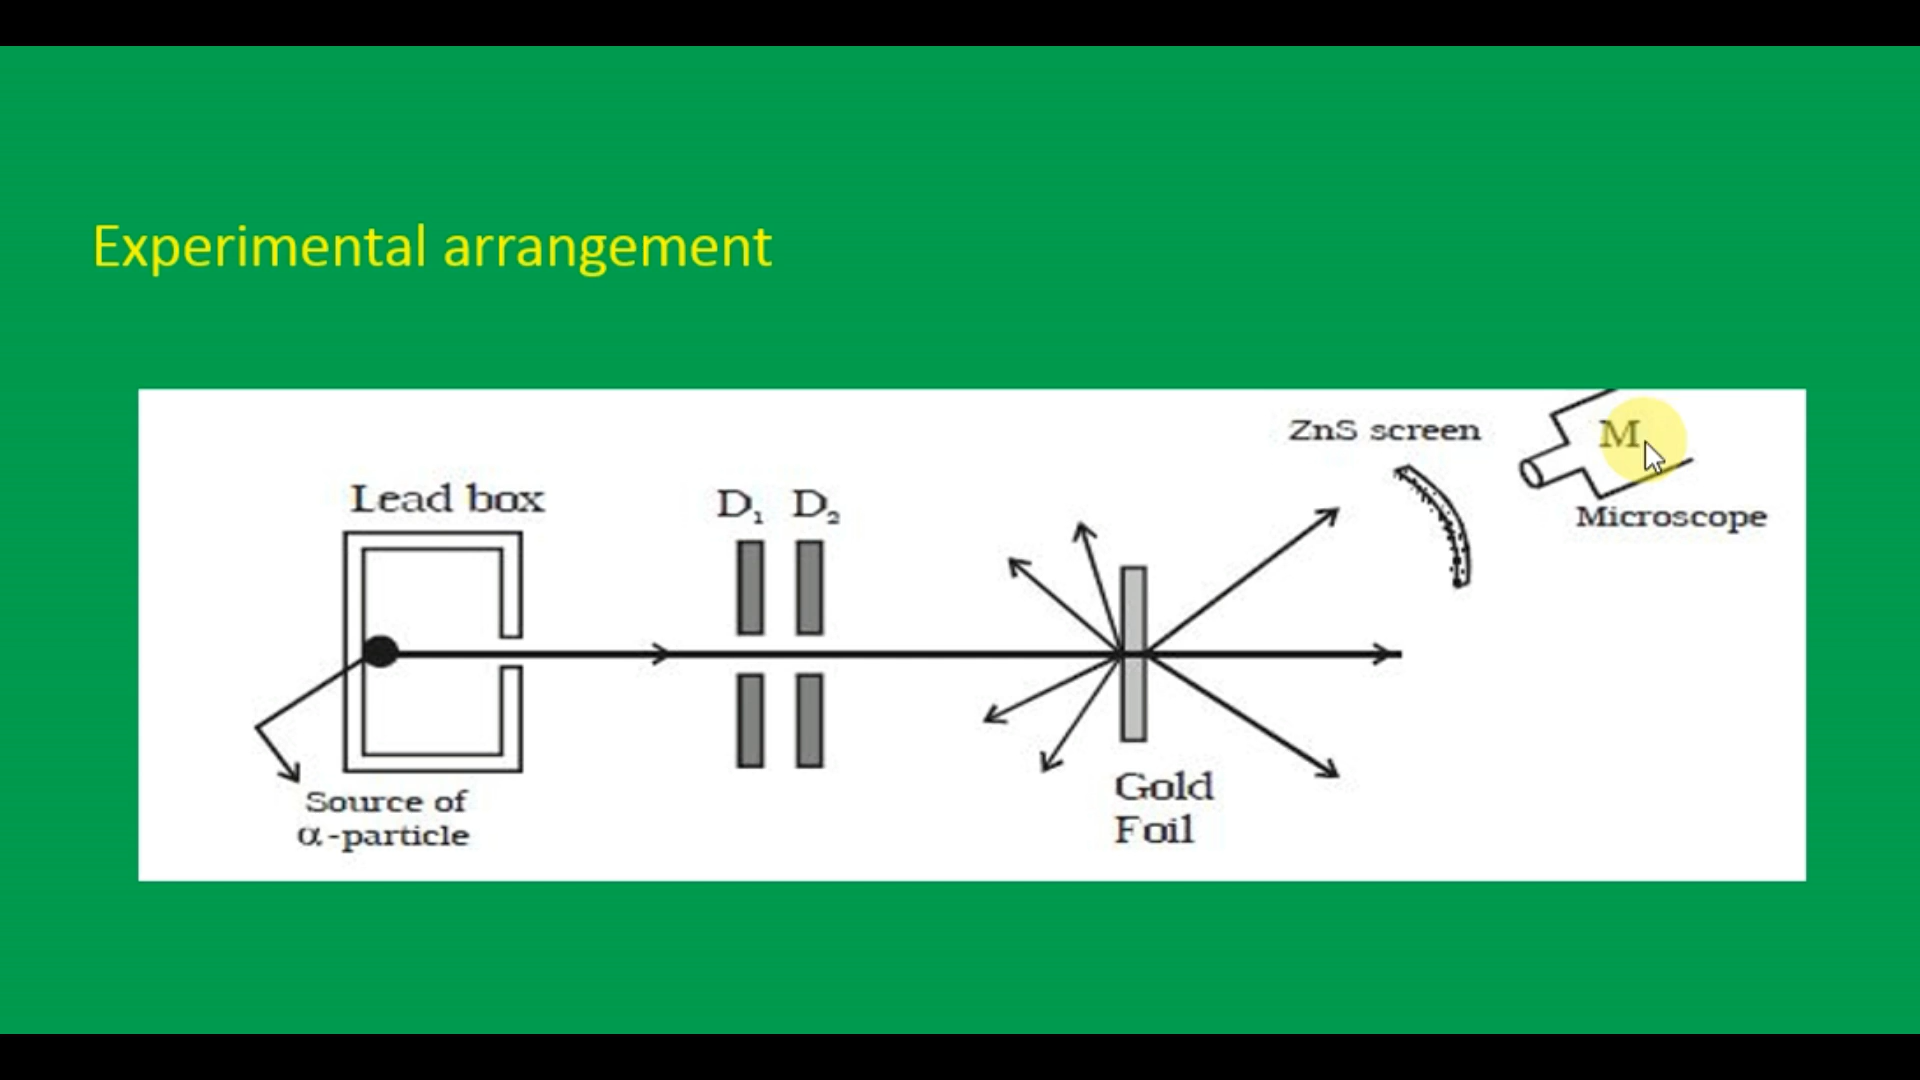 Experimental arrangement
ZnS screen
M
Microscope
Lead box
D₁ D₂
Source of
α-particle
Gold
Foil